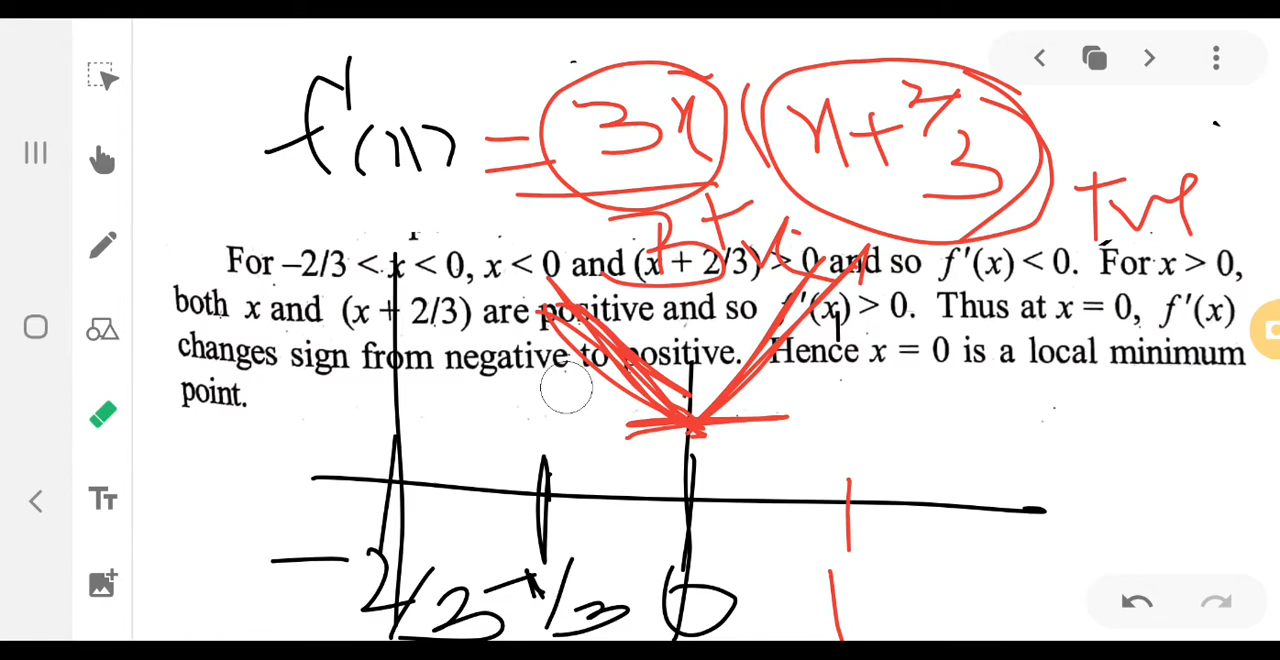 f'(x) = 3x (x + 2/3)
+ve
For –2/3 < x < 0, x < 0 and (x + 2/3) > 0 and so f'(x) < 0. For x > 0,
both x and (x + 2/3) are positive and so f'(x) > 0. Thus at x = 0, f'(x)
changes sign from negative to positive. Hence x = 0 is a local minimum
point.
TT
-2/3 -1/3 0 1